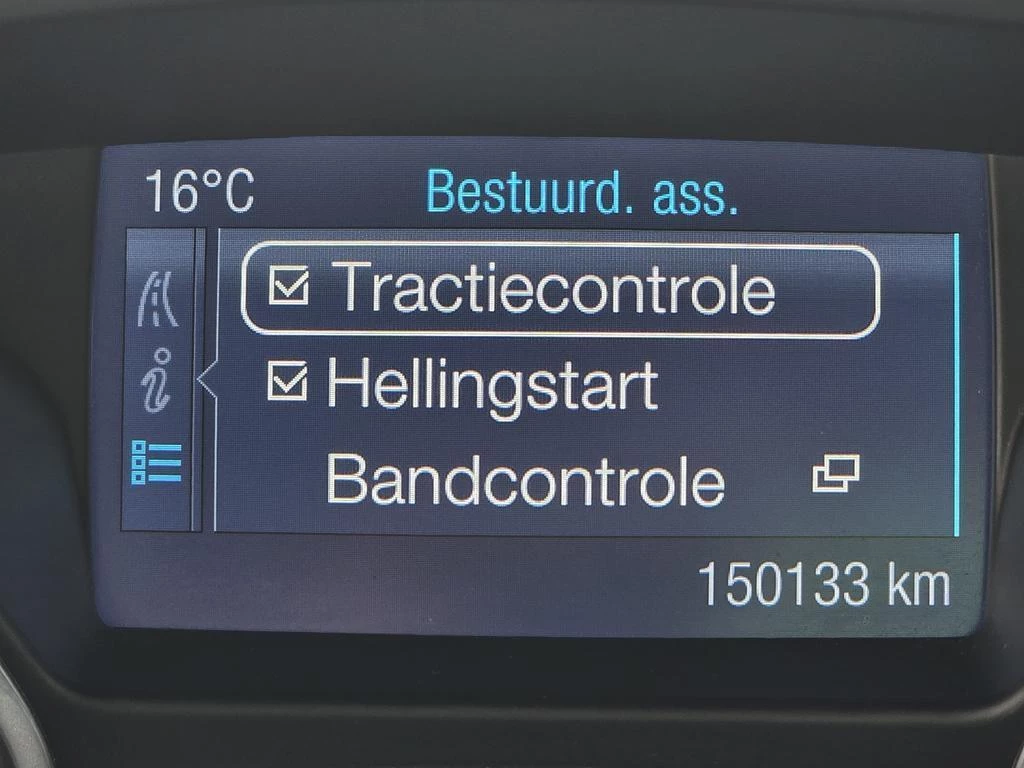 16°C Bestuurd. ass.
Tractiecontrole
Hellingstart
Bandcontrole
150133 km